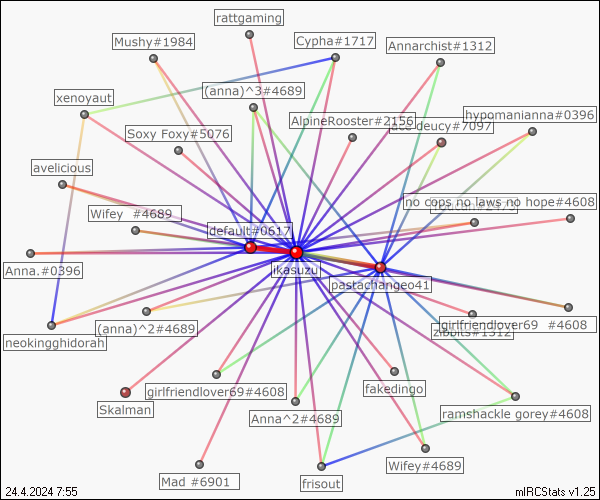 rattgaming
Mushy#1984
Cypha#1717
Annarchist#1312
xenoyaut
(anna)^3#4689
AlpineRooster#2156
deucy#7097
hypomanianna#0396
Soxy Foxy#5076
avelicious
no cops no laws no hope#4608
Wifey #4689
default#0617
Anna.#0396
ikasuzu
pastachangeo41
(anna)^2#4689
girlfriendlover69 #4608
neokingghidorah
zibbits#1312
girlfriendlover69#4608
fakedingo
Skalman
Anna^2#4689
ramshackle gorey#4608
Wifey#4689
Mad #6901
frisout
24.4.2024 7:55
mIRCStats v1.25